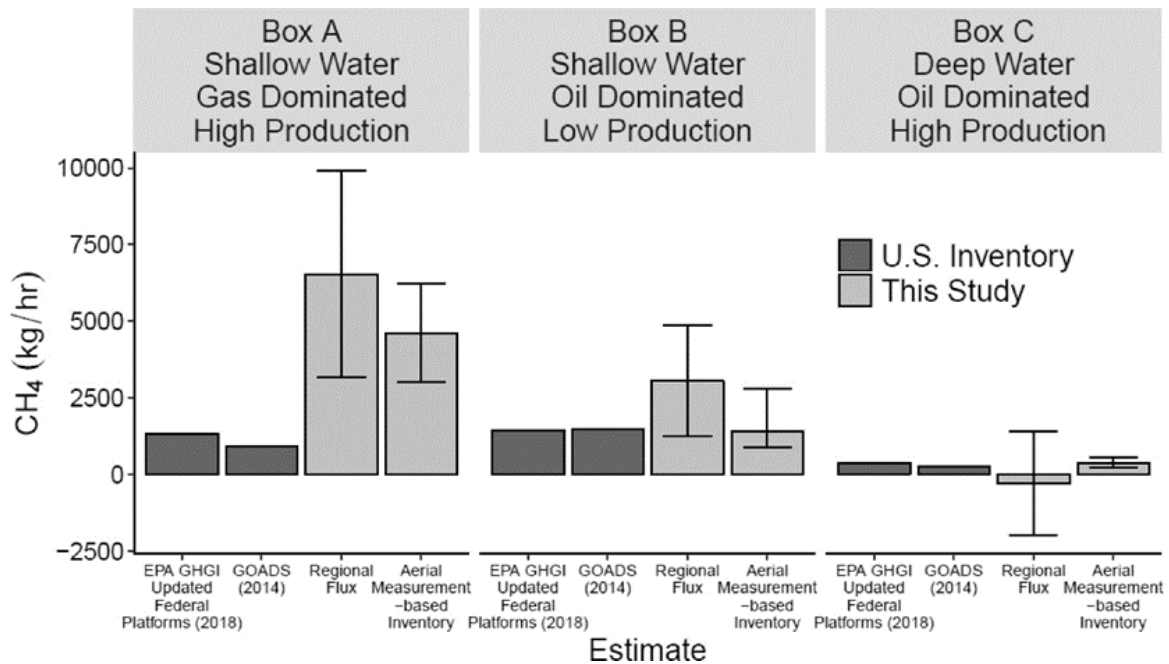 Box A
Shallow Water
Gas Dominated
High Production
Box B
Shallow Water
Oil Dominated
Low Production
Box C
Deep Water
Oil Dominated
High Production
CH₄ (kg/hr)
10000
7500
5000
2500
0
−2500
U.S. Inventory
This Study
EPA GHGI
Updated
Federal
Platforms (2018)
GOADS
(2014)
Regional
Flux
Aerial
Measurement
−based
Inventory
EPA GHGI
Updated
Federal
Platforms (2018)
GOADS
(2014)
Regional
Flux
Aerial
Measurement
−based
Inventory
EPA GHGI
Updated
Federal
Platforms (2018)
GOADS
(2014)
Regional
Flux
Aerial
Measurement
−based
Inventory
Estimate